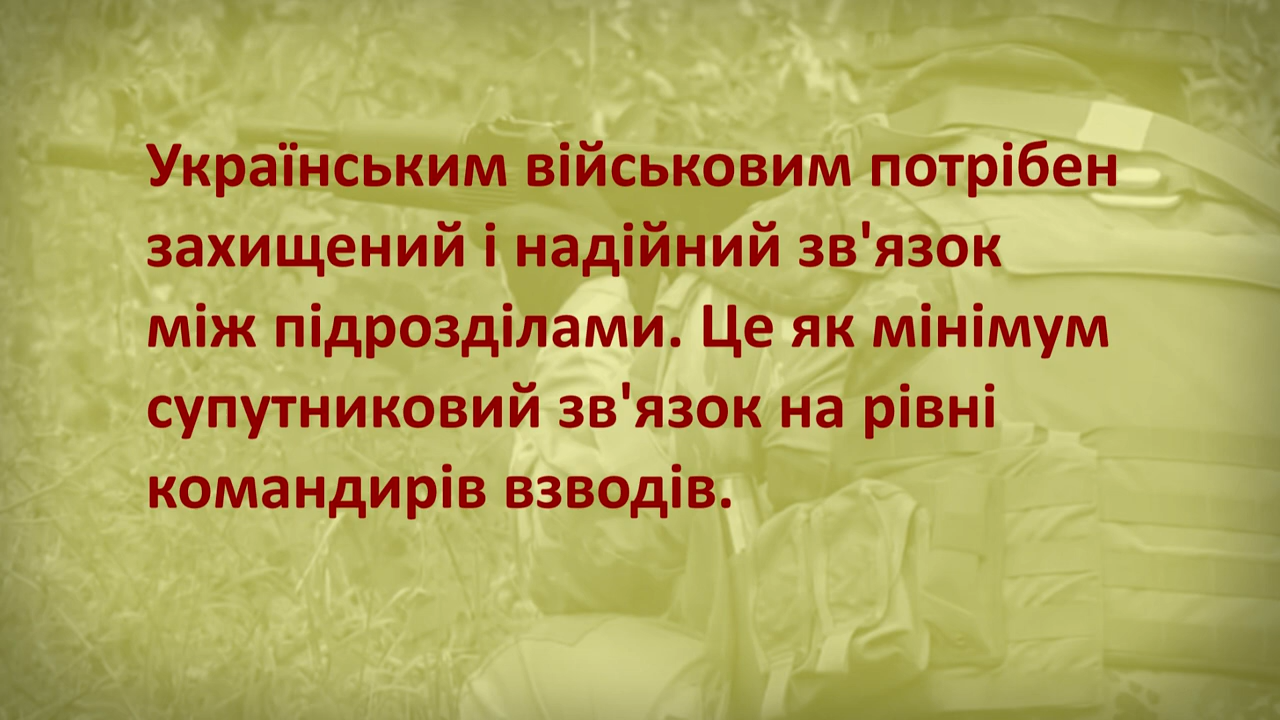 Українським військовим потрібен
захищений і надійний зв'язок
між підрозділами. Це як мінімум
супутниковий зв'язок на рівні
командирів взводів.